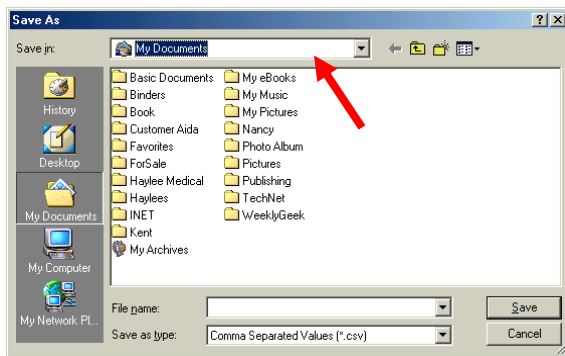 Save As
Save in:
My Documents
History
Desktop
My Documents
My Computer
My Network Pl...
Basic Documents
Binders
Book
Customer Aida
Favorites
ForSale
Haylee Medical
Haylees
INET
Kent
My Archives
My eBooks
My Music
My Pictures
Nancy
Photo Album
Pictures
Publishing
TechNet
WeeklyGeek
File name:
Save
Save as type:
Comma Separated Values (*.csv)
Cancel